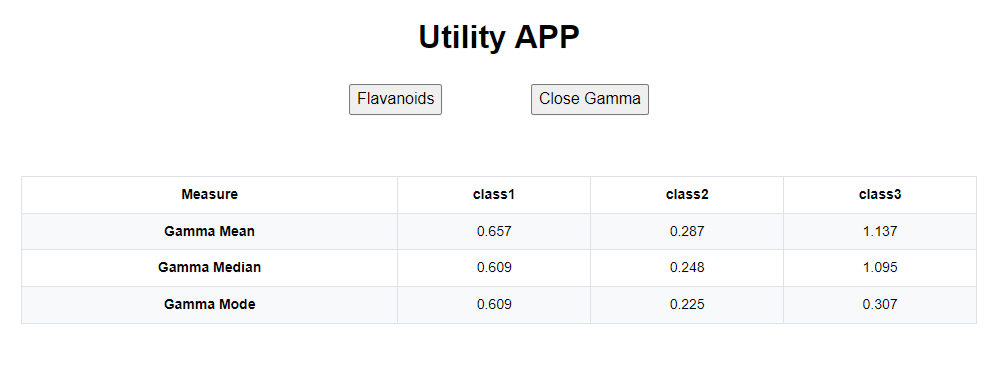 Utility APP
Flavanoids Close Gamma
Measure class1 class2 class3
Gamma Mean 0.657 0.287 1.137
Gamma Median 0.609 0.248 1.095
Gamma Mode 0.609 0.225 0.307